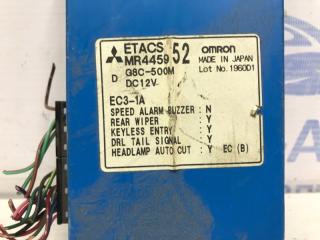 ETACS 52 OMRON
MR4459 MADE IN JAPAN
D G8C-500M Lot No. 1960D1
DC12V
EC3-1A
SPEED ALARM BUZZER : N
REAR WIPER : Y
KEYLESS ENTRY : Y
DRL TAIL SIGNAL : Y
HEADLAMP AUTO CUT : Y EC (B)